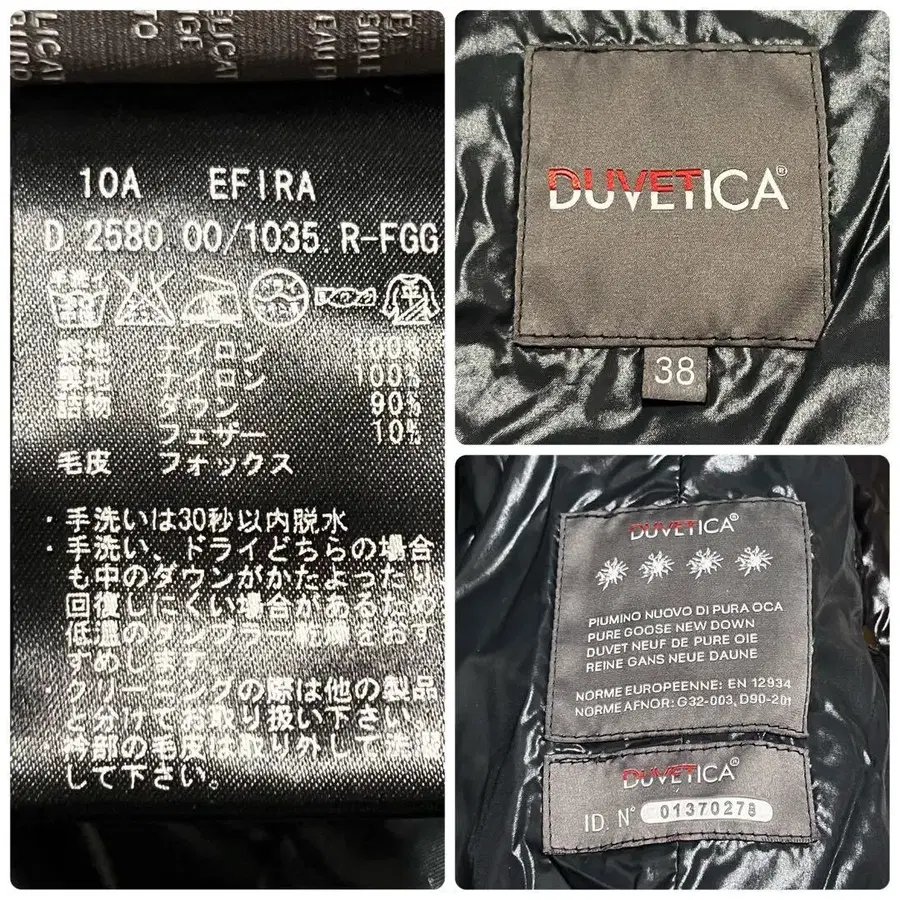 10A EFIRA
D 2580.00/1035.R-FGG
表地 ナイロン 100%
裏地 ナイロン 100%
詰物 ダウン 90%
フェザー 10%
毛皮 フォックス
・手洗いは30秒以内脱水
・手洗い、ドライどちらの場合
も中のダウンがかたよったり
回復しにくい場合があるため
低温のタンブラー乾燥をおす
すめします。
・クリーニングの際は他の製品
と分けてお取り扱い下さい。
・衿部の毛皮は取り外して
して下さい。
DUVETICA®
38
DUVETICA®
PIUMINO NUOVO DI PURA OCA
PURE GOOSE NEW DOWN
DUVET NEUF DE PURE OIE
REINE GANS NEUE DAUNE
NORME EUROPEENNE: EN 12934
NORME AFNOR: G32-003, D90-201
DUVETICA®
ID. N° 01370278